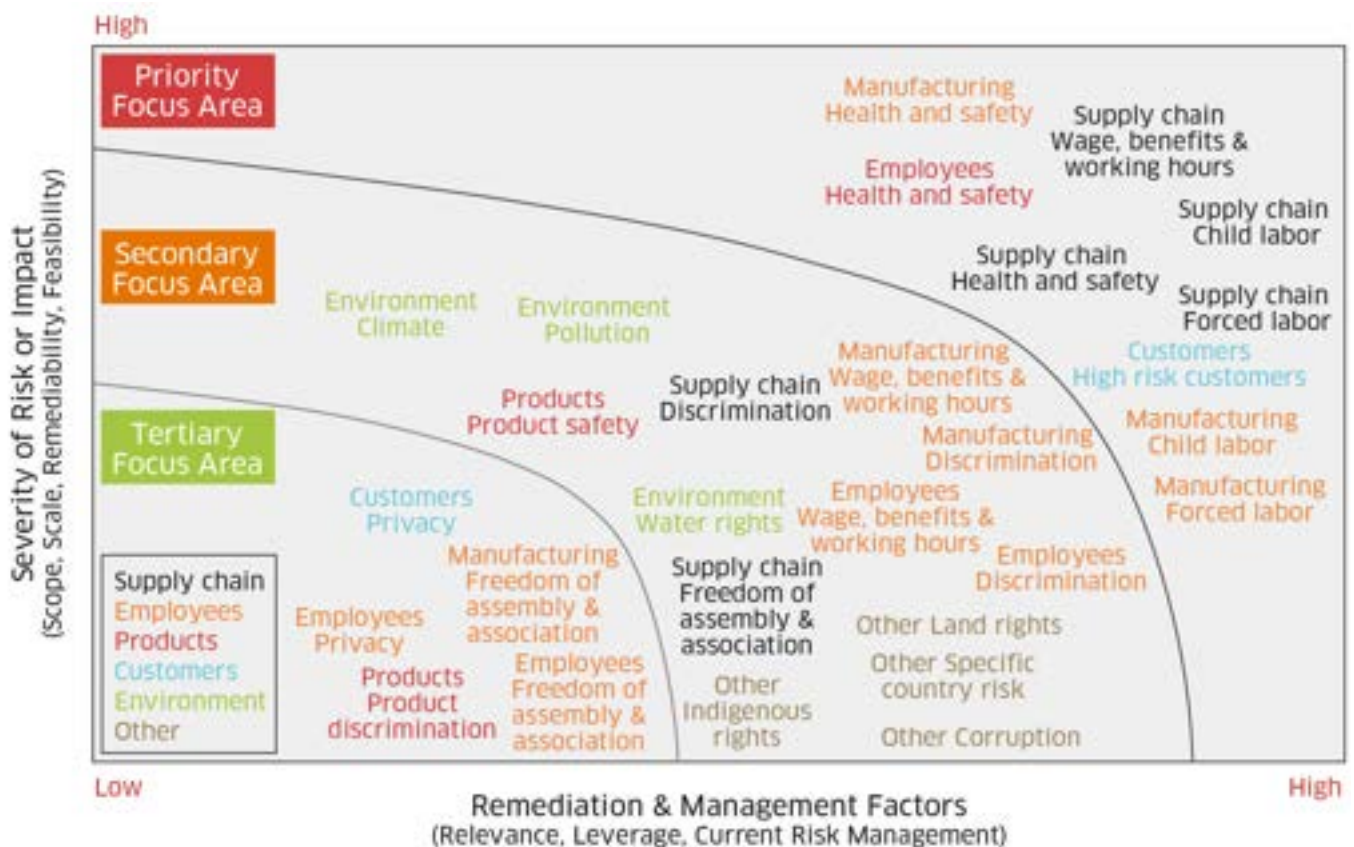 High
Priority
Focus Area
Manufacturing
Health and safety
Supply chain
Wage, benefits &
working hours
Employees
Health and safety
Supply chain
Child labor
Secondary
Focus Area
Supply chain
Health and safety
Supply chain
Forced labor
Environment
Climate
Environment
Pollution
Manufacturing
Wage, benefits &
working hours
Customers
High risk customers
Supply chain
Discrimination
Products
Product safety
Tertiary
Focus Area
Manufacturing
Discrimination
Manufacturing
Child labor
Manufacturing
Forced labor
Customers
Privacy
Environment
Water rights
Employees
Wage, benefits &
working hours
Manufacturing
Freedom of
assembly &
association
Supply chain
Freedom of
assembly &
association
Employees
Discrimination
Employees
Privacy
Other Land rights
Products
Product
discrimination
Employees
Freedom of
assembly &
association
Other
Indigenous
rights
Other Specific
country risk
Other Corruption
Supply chain
Employees
Products
Customers
Environment
Other
Severity of Risk or Impact
(Scope, Scale, Remediability, Feasibility)
Low
High
Remediation & Management Factors
(Relevance, Leverage, Current Risk Management)